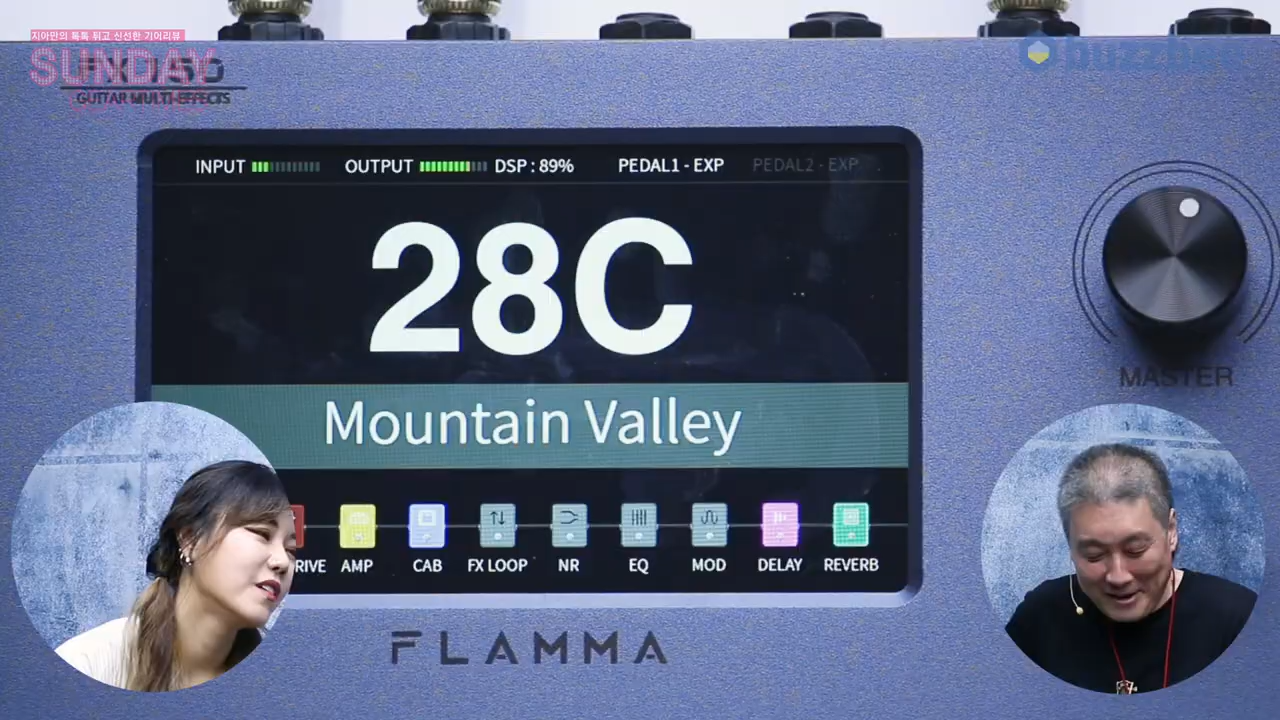 지아만의 톡톡 튀고 신선한 기어리뷰
SUNDAY
FX150
GUITAR MULTI-EFFECTS
buzzbee
INPUT OUTPUT DSP : 89% PEDAL1 - EXP PEDAL2 - EXP
28C
MASTER
Mountain Valley
RIVE AMP CAB FX LOOP NR EQ MOD DELAY REVERB
FLAMMA